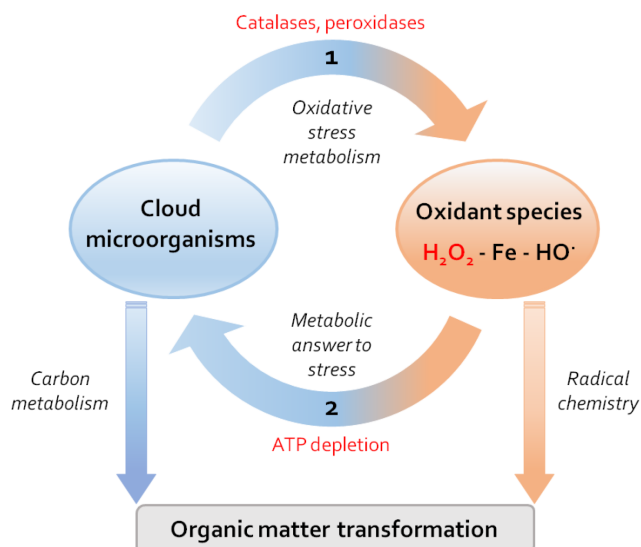 Catalases, peroxidases
1
Oxidative
stress
metabolism
Cloud
microorganisms
Oxidant species
H₂O₂ - Fe - HO·
Metabolic
answer to
stress
Carbon
metabolism
Radical
chemistry
2
ATP depletion
Organic matter transformation